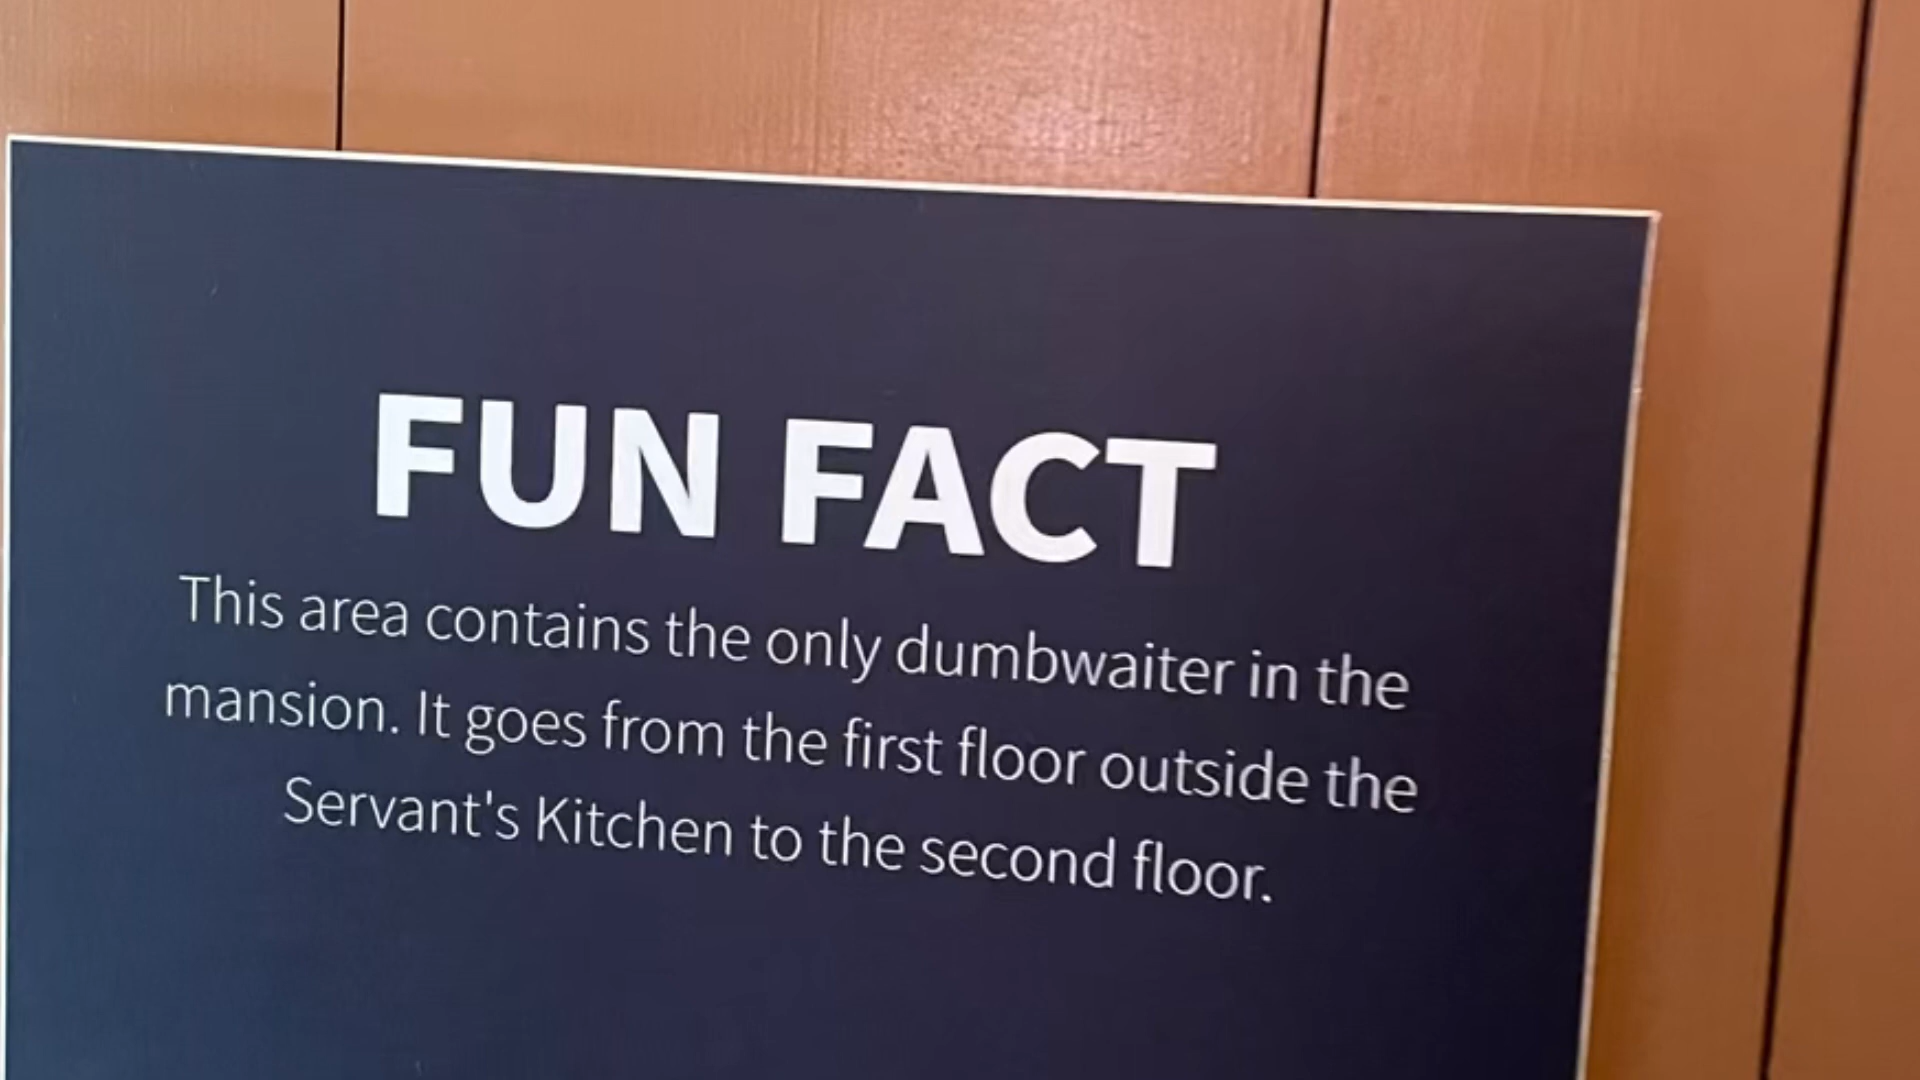 FUN FACT
This area contains the only dumbwaiter in the
mansion. It goes from the first floor outside the
Servant's Kitchen to the second floor.